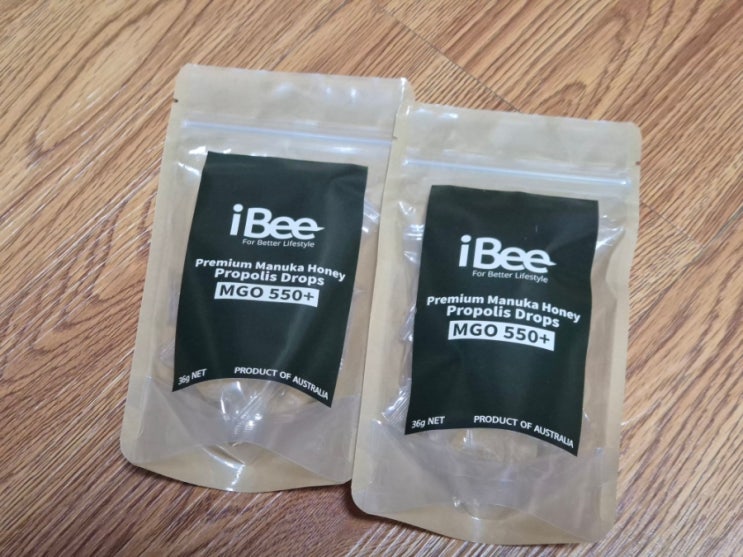 iBee
For Better Lifestyle
Premium Manuka Honey
Propolis Drops
MGO 550+
36g NET PRODUCT OF AUSTRALIA
iBee
For Better Lifestyle
Premium Manuka Honey
Propolis Drops
MGO 550+
36g NET PRODUCT OF AUSTRALIA